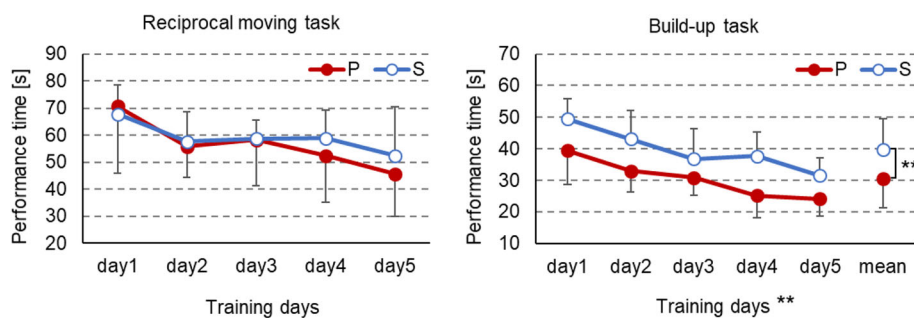 Reciprocal moving task
Performance time [s]
90
80
70
60
50
40
30
20
P
S
day1 day2 day3 day4 day5
Training days
Build-up task
Performance time [s]
70
60
50
40
30
20
10
P
S
**
day1 day2 day3 day4 day5 mean
Training days **